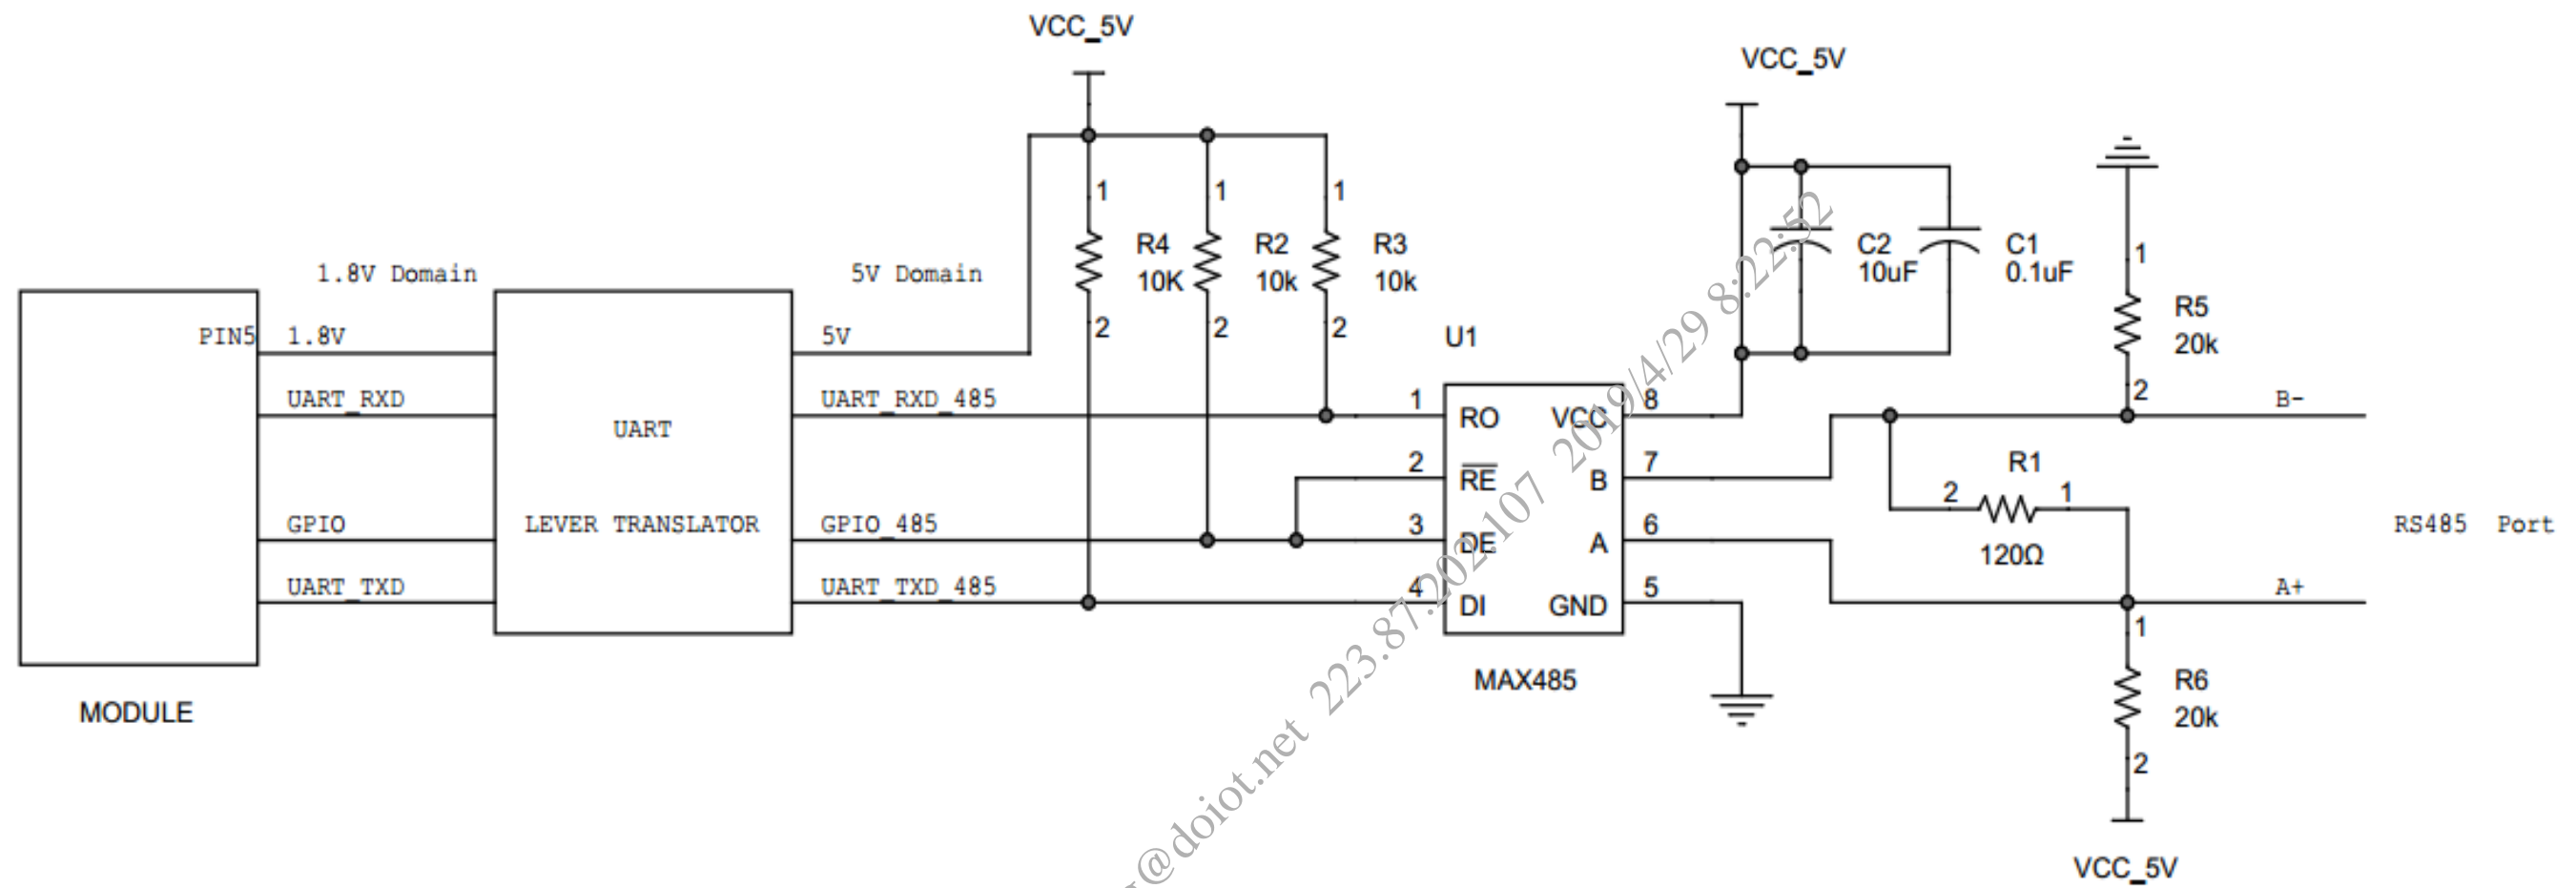 VCC_5V
VCC_5V
1
1
1
R4
10K
R2
10k
R3
10k
2
2
2
C2
10uF
C1
0.1uF
1
R5
20k
2
1.8V Domain
5V Domain
PIN5
1.8V
5V
UART_RXD
UART_RXD_485
UART
LEVER TRANSLATOR
GPIO
GPIO_485
UART_TXD
UART_TXD_485
MODULE
U1
1
RO
VCC
8
2
RE
B
7
3
DE
A
6
4
DI
GND
5
MAX485
B-
R1
2
1
120Ω
RS485 Port
A+
1
R6
20k
2
VCC_5V
@doiot.net 223.87.202.107 2019/4/29 8:22:52